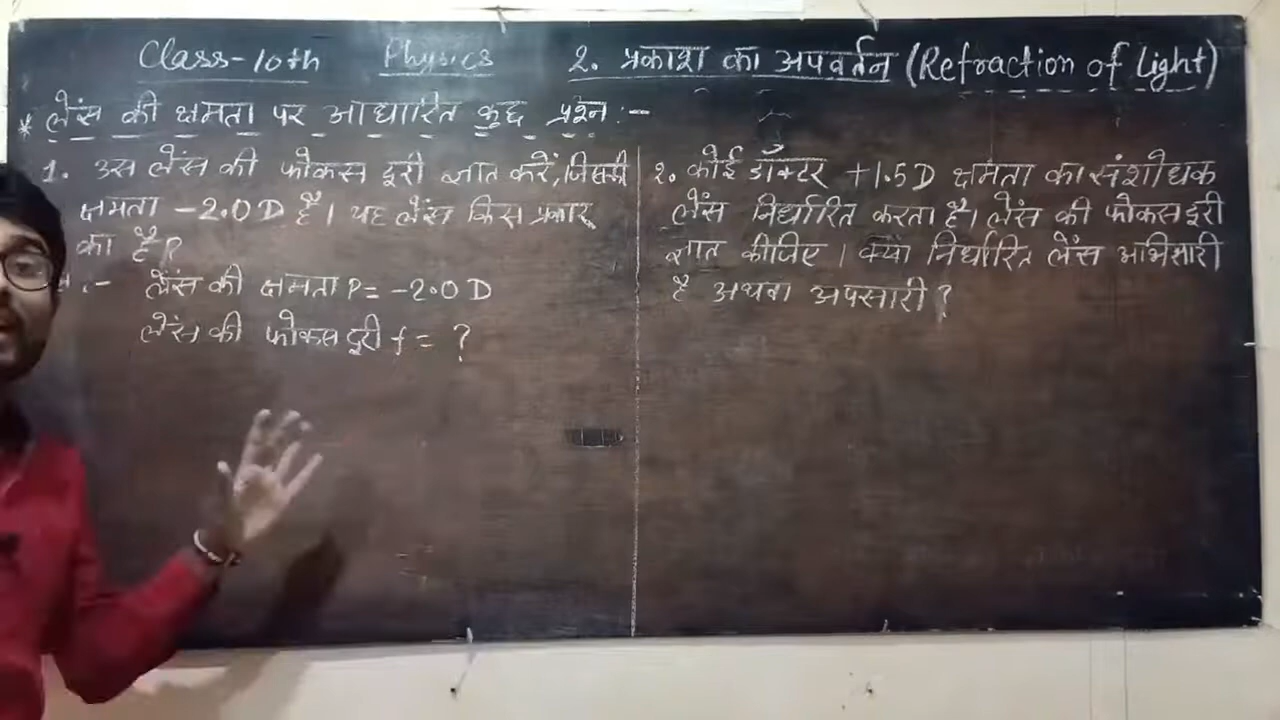 Class-10th Physics 2. प्रकाश का अपवर्तन (Refraction of Light)
* लेंस की क्षमता पर आधारित कुछ प्रश्न :-
1. उस लेंस की फोकस दूरी ज्ञात करें, जिसकी
क्षमता -2.0 D है। यह लेंस किस प्रकार
का है?
:- लेंस की क्षमता P = -2.0 D
लेंस की फोकस दूरी f = ?
2. कोई डॉक्टर +1.5 D क्षमता का संशोधक
लेंस निर्धारित करता है। लेंस की फोकस दूरी
ज्ञात कीजिए। क्या निर्धारित लेंस अभिसारी
है अथवा अपसारी?